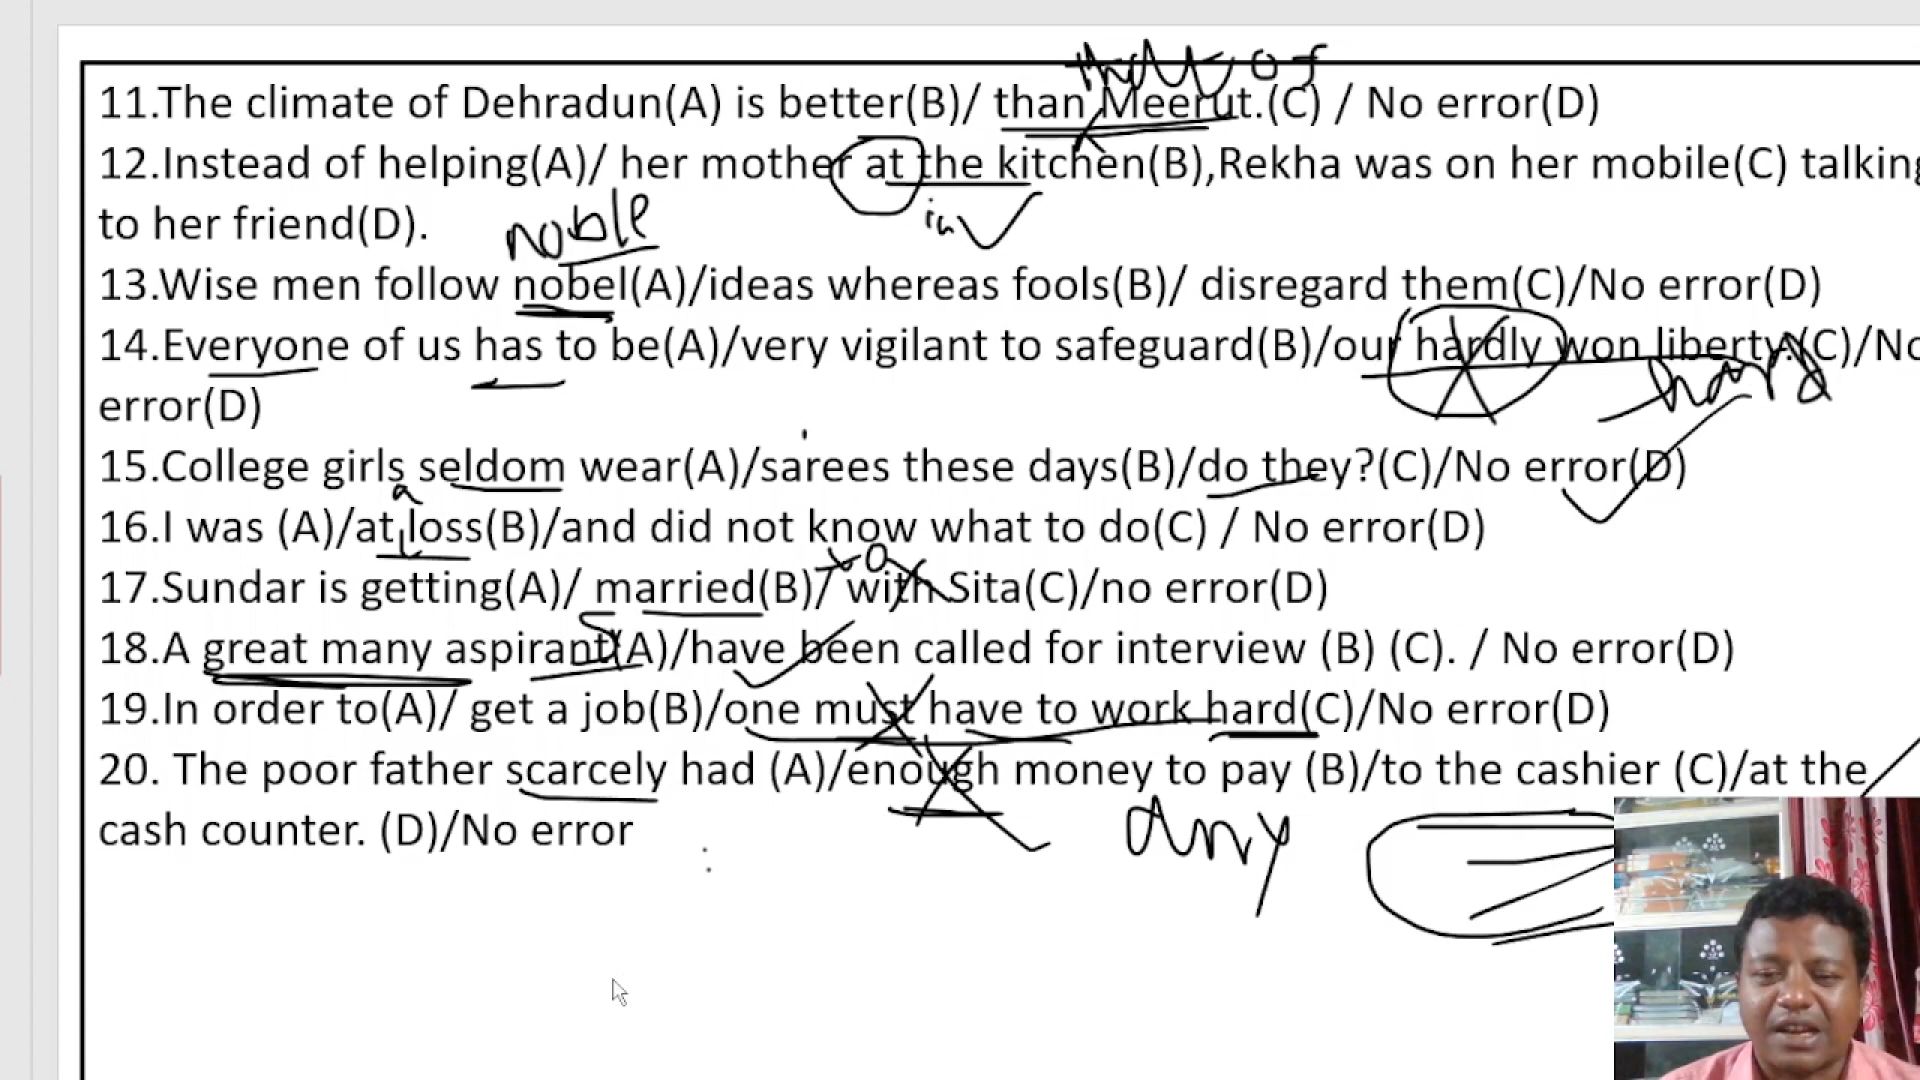 that of
11.The climate of Dehradun(A) is better(B)/ than Meerut.(C) / No error(D)
12.Instead of helping(A)/ her mother at the kitchen(B),Rekha was on her mobile(C) talking
in
to her friend(D).
noble
13.Wise men follow nobel(A)/ideas whereas fools(B)/ disregard them(C)/No error(D)
14.Everyone of us has to be(A)/very vigilant to safeguard(B)/our hardly won liberty.(C)/No
hard
error(D)
15.College girls seldom wear(A)/sarees these days(B)/do they?(C)/No error(D)
a
16.I was (A)/at loss(B)/and did not know what to do(C) / No error(D)
to
17.Sundar is getting(A)/ married(B)/ with Sita(C)/no error(D)
s
18.A great many aspirant(A)/have been called for interview (B) (C). / No error(D)
19.In order to(A)/ get a job(B)/one must have to work hard(C)/No error(D)
20. The poor father scarcely had (A)/enough money to pay (B)/to the cashier (C)/at the
cash counter. (D)/No error
any